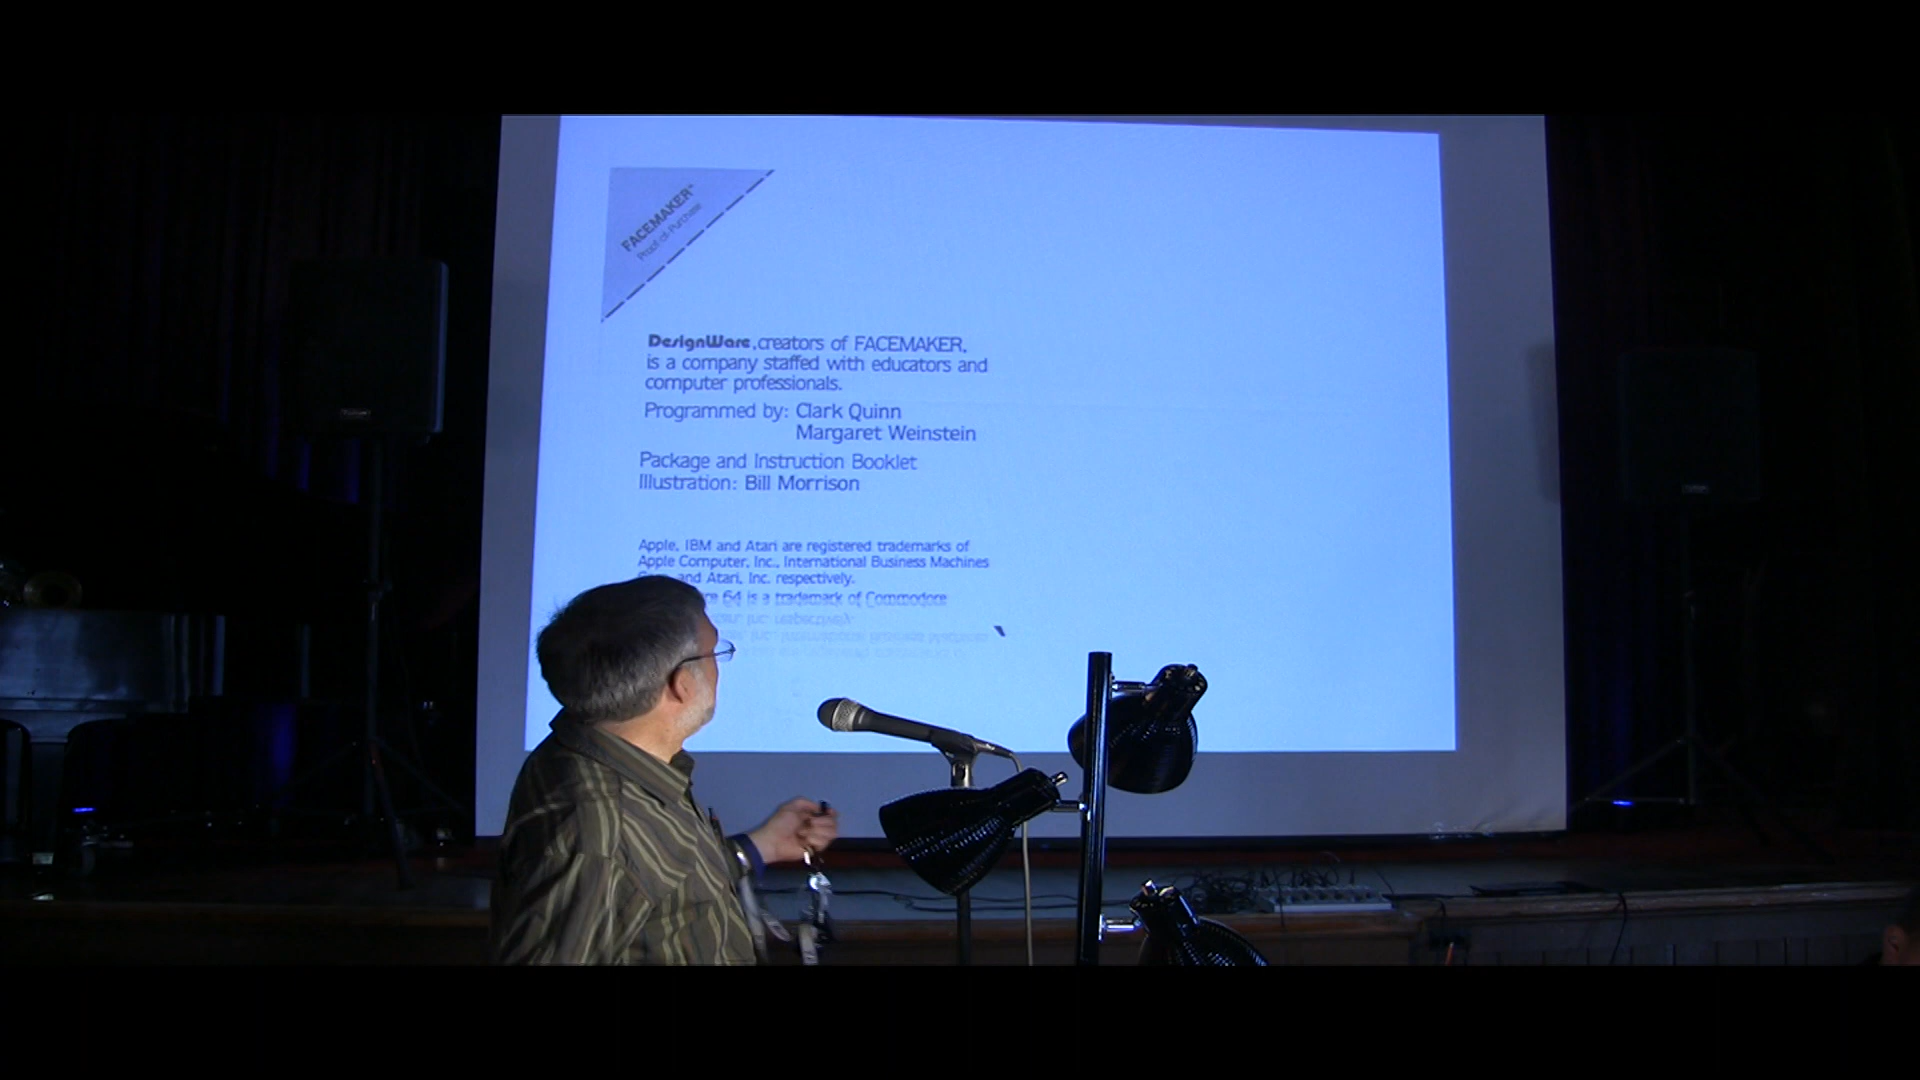 FACEMAKER™
Proof-of-Purchase
DesignWare, creators of FACEMAKER,
is a company staffed with educators and
computer professionals.
Programmed by: Clark Quinn
Margaret Weinstein
Package and Instruction Booklet
Illustration: Bill Morrison
Apple, IBM and Atari are registered trademarks of
Apple Computer, Inc., International Business Machines
and Atari, Inc. respectively.
64 is a trademark of Commodore